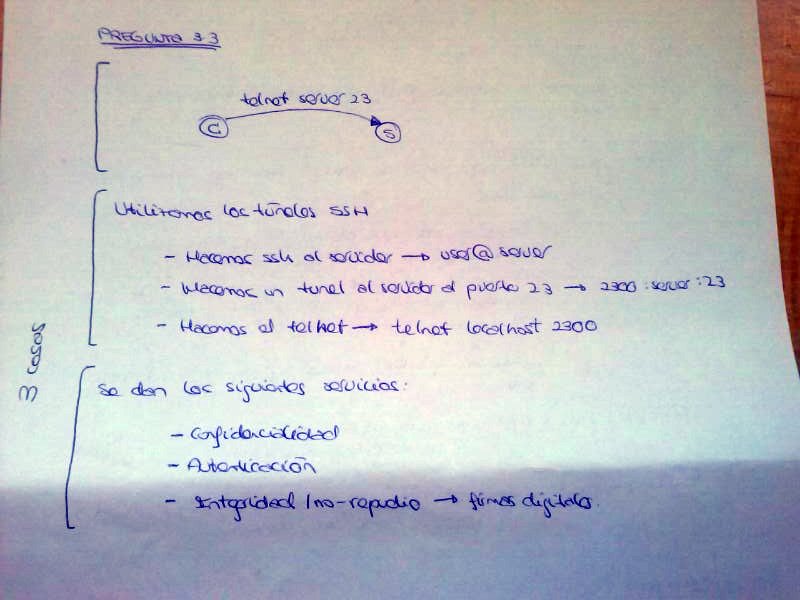 PREGUNTA 3 3
telnet server 23
C
S
Utilizamos los túneles SSH
- Hacemos ssh al servidor → user@server
- Hacemos un tunel al servidor al puerto 23 → 2300:server:23
- Hacemos el telnet → telnet localhost 2300
3 cosas
Se dan los siguientes servicios:
- Confidencialidad
- Autenticación
- Integridad / no-repudio → firmas digitales.